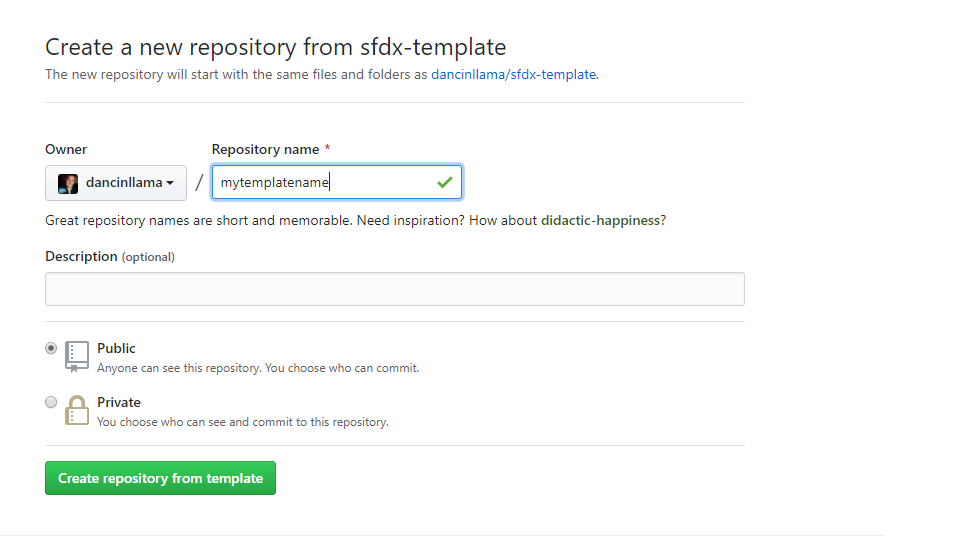 Create a new repository from sfdx-template
The new repository will start with the same files and folders as dancinllama/sfdx-template.
Owner
Repository name *
dancinllama
/
mytemplatename
Great repository names are short and memorable. Need inspiration? How about didactic-happiness?
Description (optional)
Public
Anyone can see this repository. You choose who can commit.
Private
You choose who can see and commit to this repository.
Create repository from template